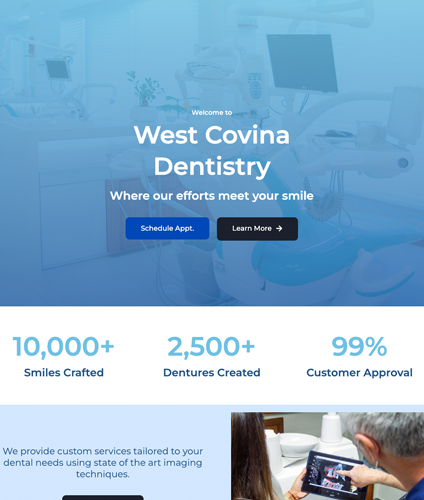 Welcome to
West Covina
Dentistry
Where our efforts meet your smile
Schedule Appt.
Learn More →
10,000+
Smiles Crafted
2,500+
Dentures Created
99%
Customer Approval
We provide custom services tailored to your
dental needs using state of the art imaging
techniques.